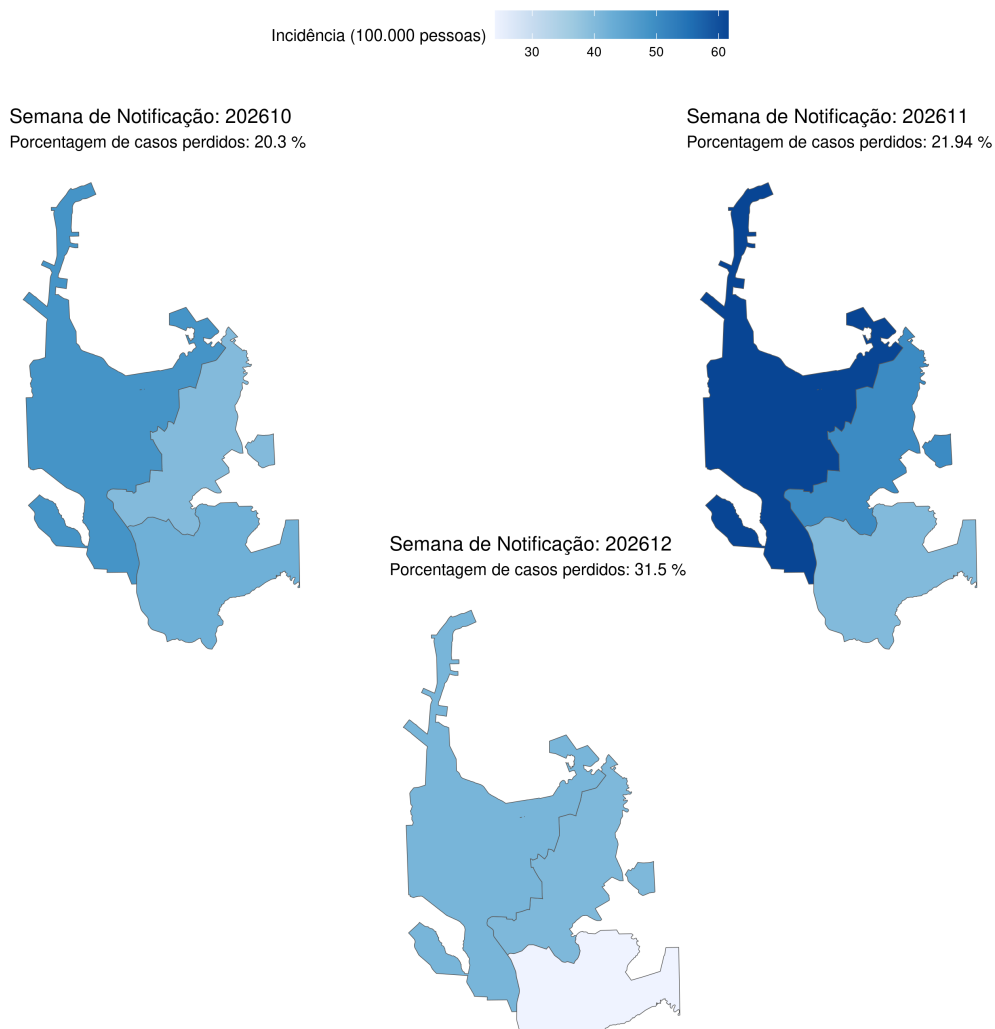 Incidência (100.000 pessoas)
30 40 50 60
Semana de Notificação: 202610
Porcentagem de casos perdidos: 20.3 %
Semana de Notificação: 202611
Porcentagem de casos perdidos: 21.94 %
Semana de Notificação: 202612
Porcentagem de casos perdidos: 31.5 %